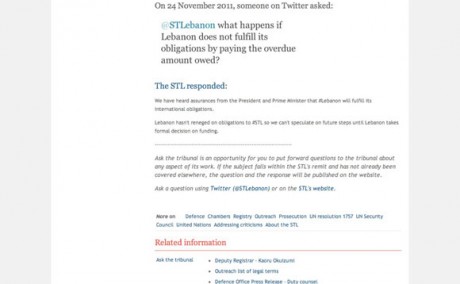 On 24 November 2011, someone on Twitter asked:
@STLebanon what happens if
Lebanon does not fulfill its
obligations by paying the overdue
amount owed?
The STL responded:
We have heard assurances from the President and Prime Minister that #Lebanon will fulfill its
international obligations.
Lebanon hasn't reneged on obligations to #STL so we can't speculate on future steps until Lebanon takes
formal decision on funding.
Ask the tribunal is an opportunity for you to put forward questions to the tribunal about
any aspect of its work. If the subject falls within the STL's remit and has not already been
covered elsewhere, the question and the response will be published on the website.
Ask a question using Twitter (@STLebanon) or on the STL's website.
More on Defence Chambers Registry Outreach Prosecution UN resolution 1757 UN Security
Council United Nations Addressing criticisms About the STL
Related information
Ask the tribunal • Deputy Registrar - Kaoru Okuizumi
• Outreach list of legal terms
• Defence Office Press Release - Duty counsel